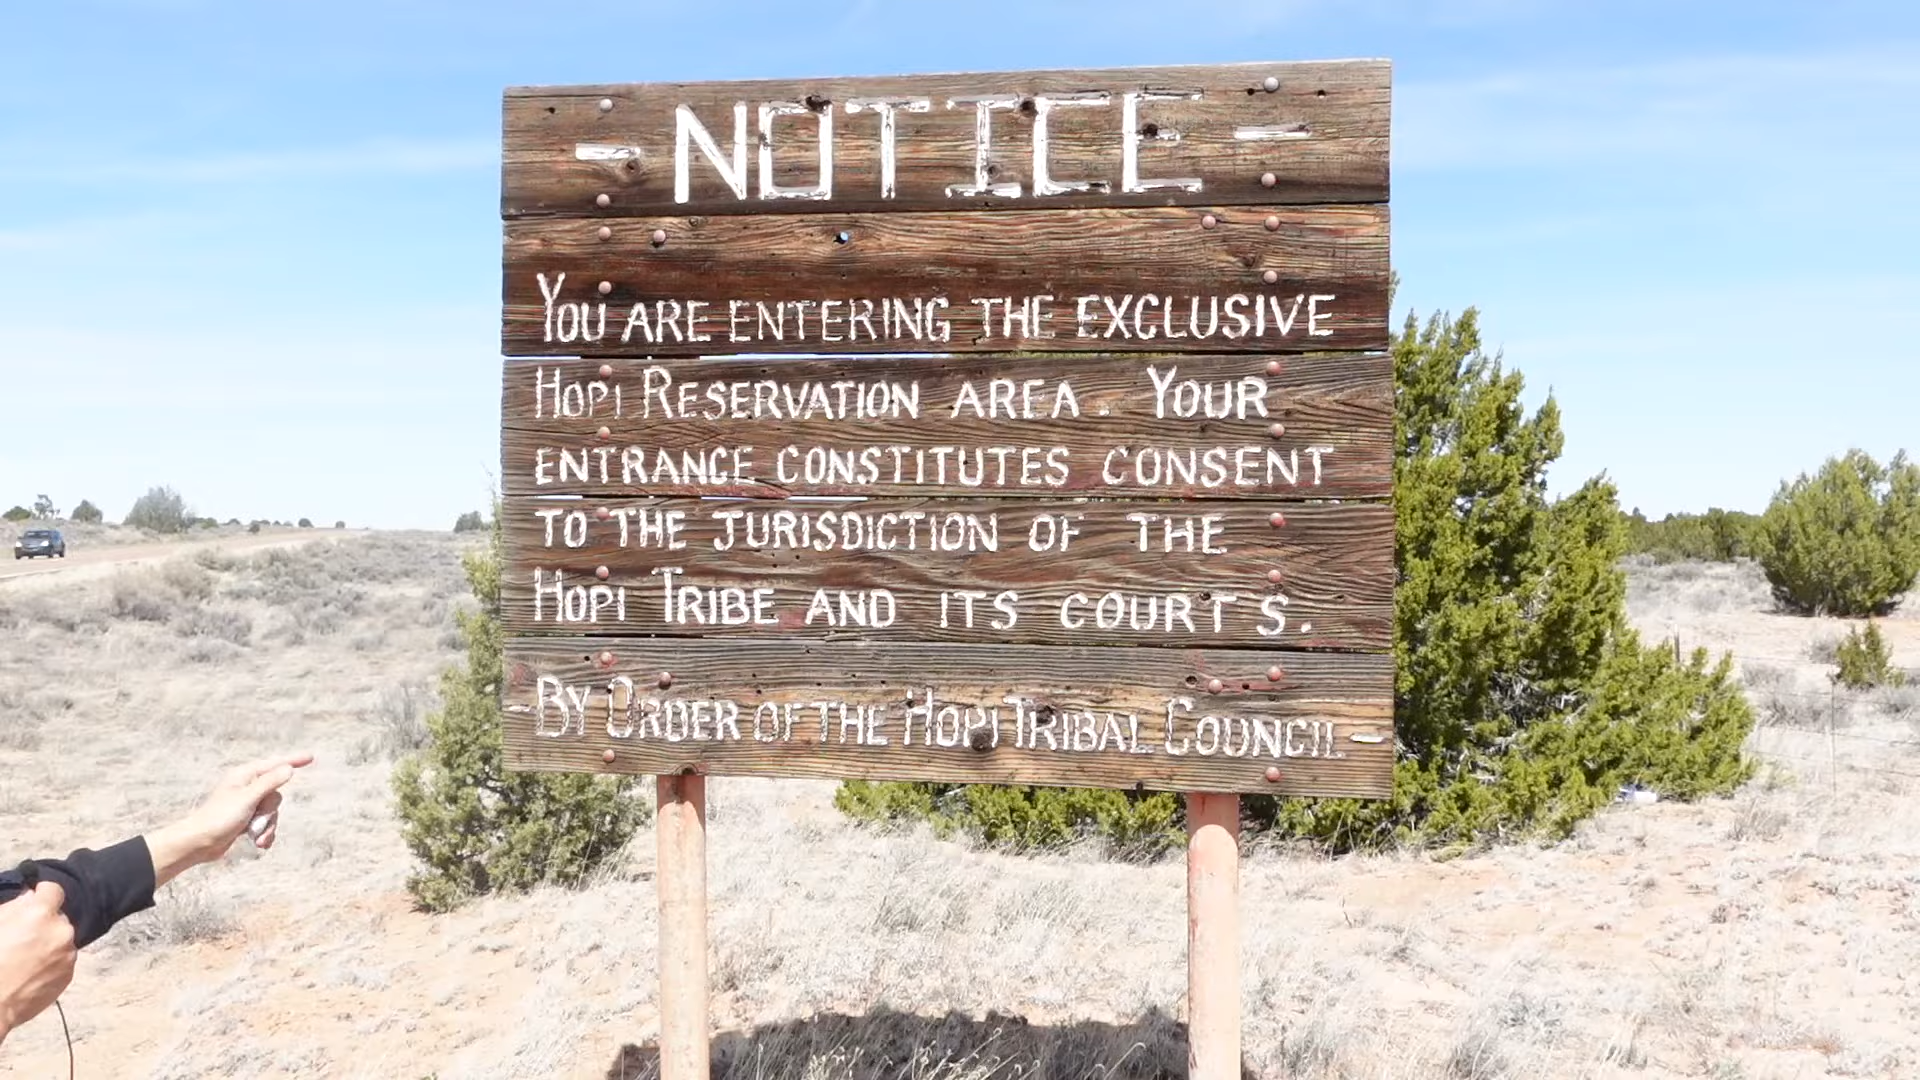 - NOTICE -
YOU ARE ENTERING THE EXCLUSIVE
HOPI RESERVATION AREA. YOUR
ENTRANCE CONSTITUTES CONSENT
TO THE JURISDICTION OF THE
HOPI TRIBE AND ITS COURTS.
-BY ORDER OF THE HOPI TRIBAL COUNCIL-